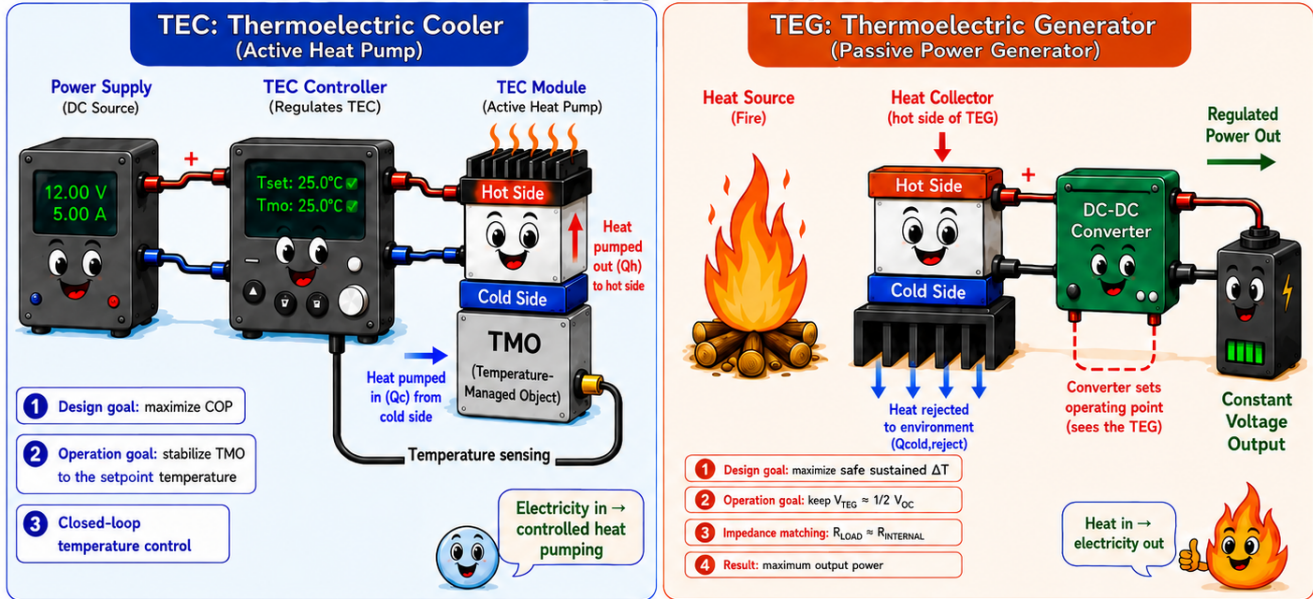 TEC: Thermoelectric Cooler
(Active Heat Pump)
Power Supply
(DC Source)
TEC Controller
(Regulates TEC)
TEC Module
(Active Heat Pump)
+
12.00 V
5.00 A
Tset: 25.0°C ✓
Tmo: 25.0°C ✓
Hot Side
Heat
pumped
out (Qh)
to hot side
Cold Side
TMO
(Temperature-
Managed Object)
Heat pumped
in (Qc) from
cold side
Temperature sensing
1 Design goal: maximize COP
2 Operation goal: stabilize TMO
to the setpoint temperature
3 Closed-loop
temperature control
Electricity in →
controlled heat
pumping
TEG: Thermoelectric Generator
(Passive Power Generator)
Heat Source
(Fire)
Heat Collector
(hot side of TEG)
Regulated
Power Out
Hot Side
+
DC-DC
Converter
Cold Side
Heat rejected
to environment
(Qcold,reject)
Converter sets
operating point
(sees the TEG)
Constant
Voltage
Output
1 Design goal: maximize safe sustained ΔT
2 Operation goal: keep V_TEG ≈ 1/2 V_OC
3 Impedance matching: R_LOAD ≈ R_INTERNAL
4 Result: maximum output power
Heat in →
electricity out